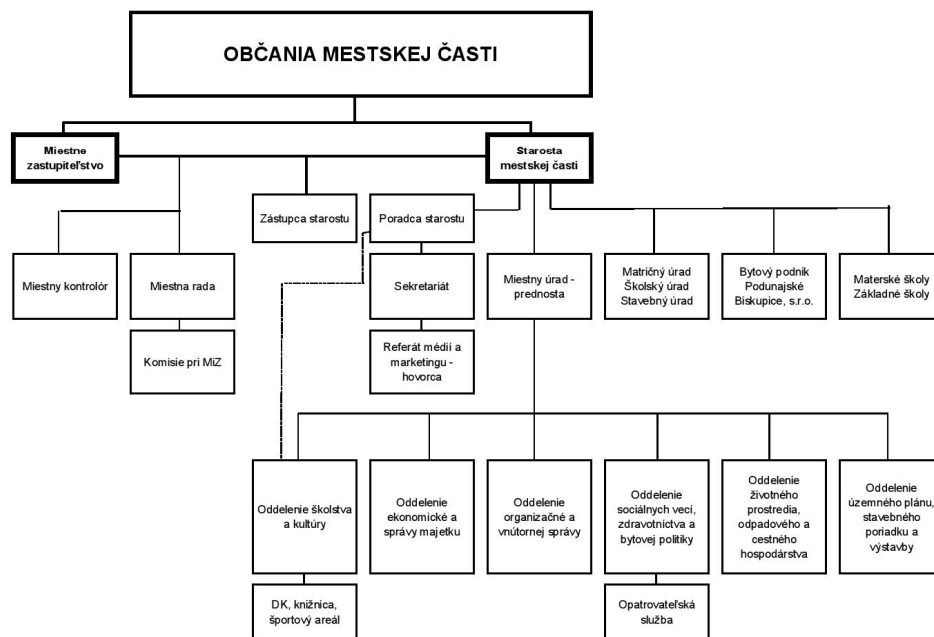 OBČANIA MESTSKEJ ČASTI
Miestne
zastupiteľstvo
Starosta
mestskej časti
Zástupca starostu
Poradca starostu
Miestny kontrolór
Miestna rada
Sekretariát
Miestny úrad -
prednosta
Matričný úrad
Školský úrad
Stavebný úrad
Bytový podnik
Podunajské
Biskupice, s.r.o.
Materské školy
Základné školy
Komisie pri MiZ
Referát médií a
marketingu -
hovorca
Oddelenie školstva
a kultúry
Oddelenie
ekonomické a
správy majetku
Oddelenie
organizačné a
vnútornej správy
Oddelenie
sociálnych vecí,
zdravotníctva a
bytovej politiky
Oddelenie
životného
prostredia,
odpadového a
cestného
hospodárstva
Oddelenie
územného plánu,
stavebného
poriadku a
výstavby
DK, knižnica,
športový areál
Opatrovateľská
služba